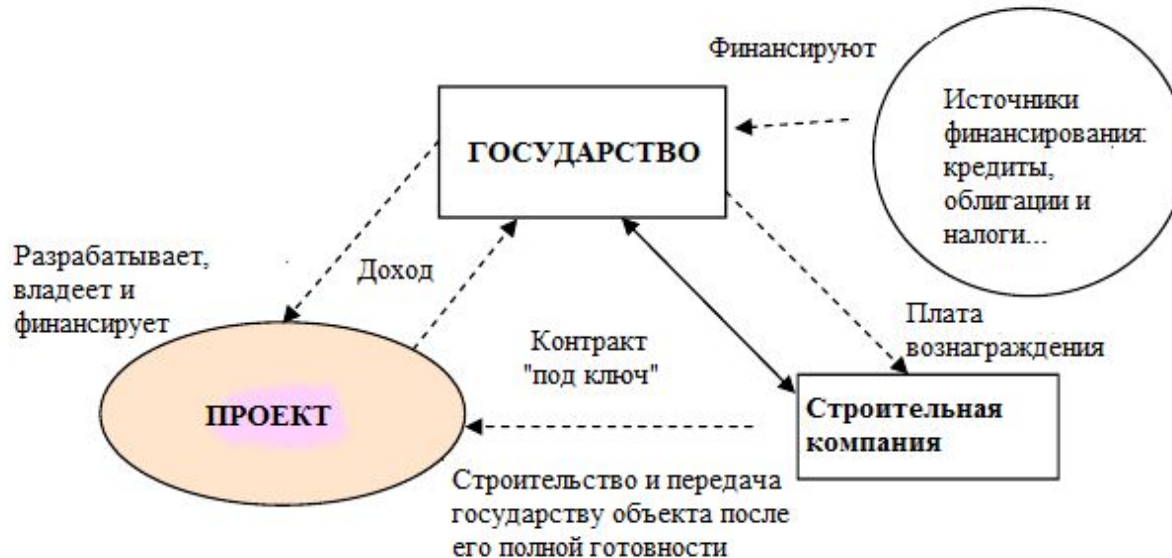 Финансируют
Источники
финансирования:
кредиты,
облигации и
налоги...
ГОСУДАРСТВО
Разрабатывает,
владеет и
финансирует
Доход
Плата
вознаграждения
Контракт
"под ключ"
ПРОЕКТ
Строительная
компания
Строительство и передача
государству объекта после
его полной готовности